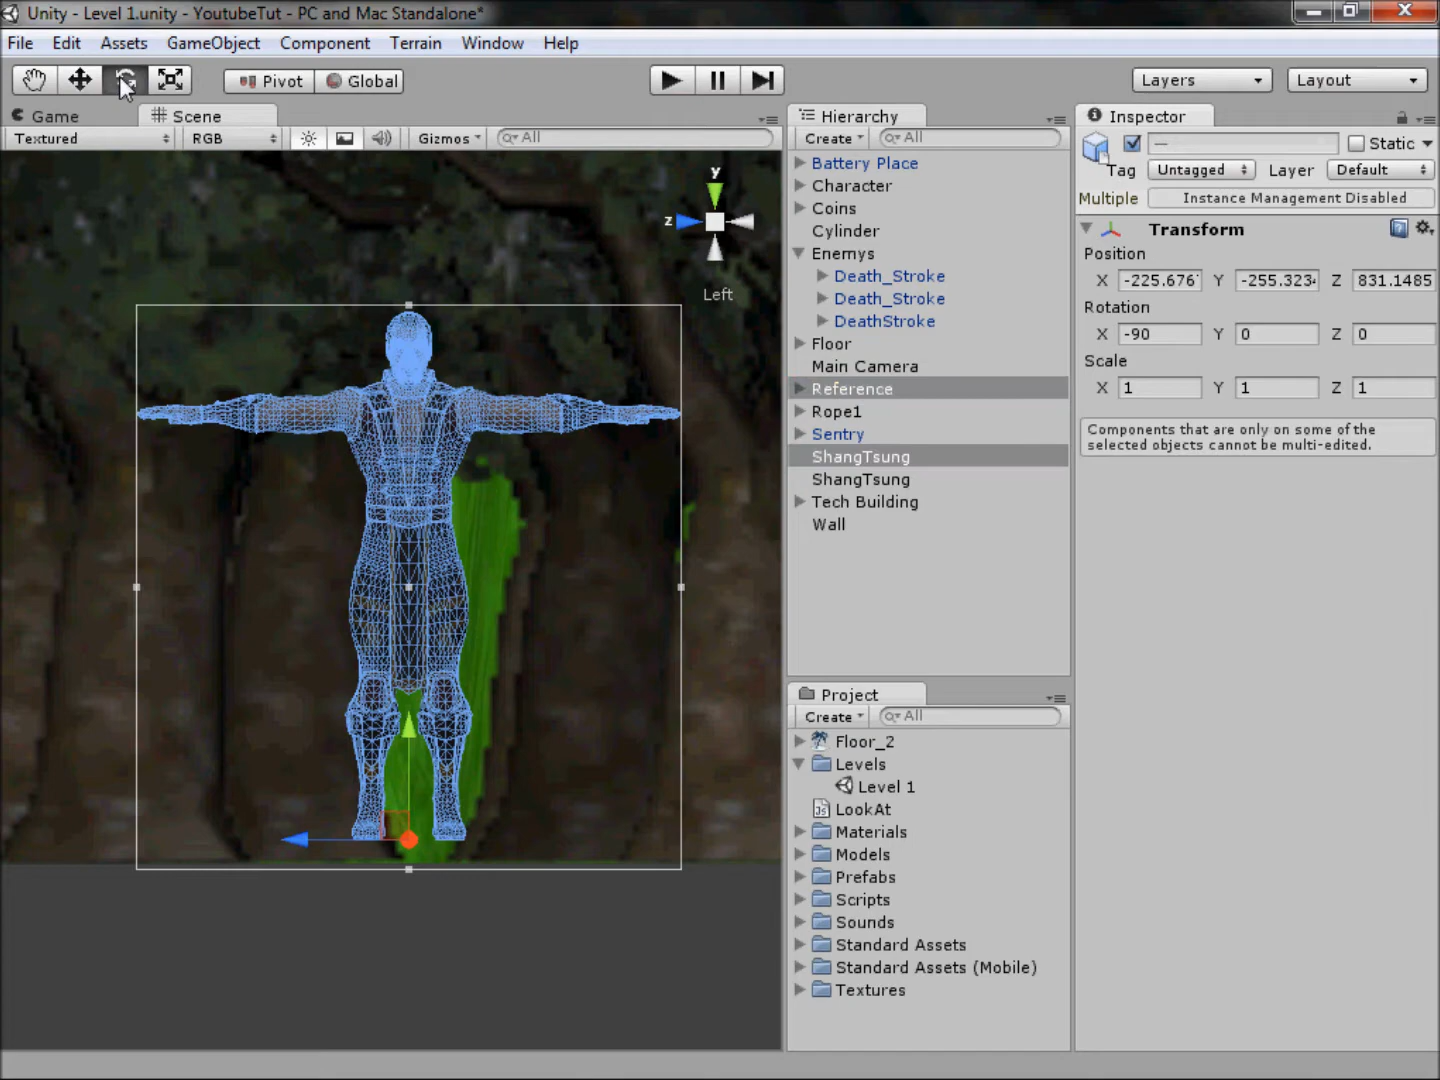 Unity - Level 1.unity - YoutubeTut - PC and Mac Standalone*
File Edit Assets GameObject Component Terrain Window Help
Pivot Global Layers Layout
Game Scene
Textured RGB Gizmos All
y
z
Left
Hierarchy
Create All
Battery Place
Character
Coins
Cylinder
Enemys
Death_Stroke
Death_Stroke
DeathStroke
Floor
Main Camera
Reference
Rope1
Sentry
ShangTsung
ShangTsung
Tech Building
Wall
Project
Create All
Floor_2
Levels
Level 1
LookAt
Materials
Models
Prefabs
Scripts
Sounds
Standard Assets
Standard Assets (Mobile)
Textures
Inspector
— Static
Tag Untagged Layer Default
Multiple Instance Management Disabled
Transform
Position
X -225.676 Y -255.323 Z 831.1485
Rotation
X -90 Y 0 Z 0
Scale
X 1 Y 1 Z 1
Components that are only on some of the
selected objects cannot be multi-edited.